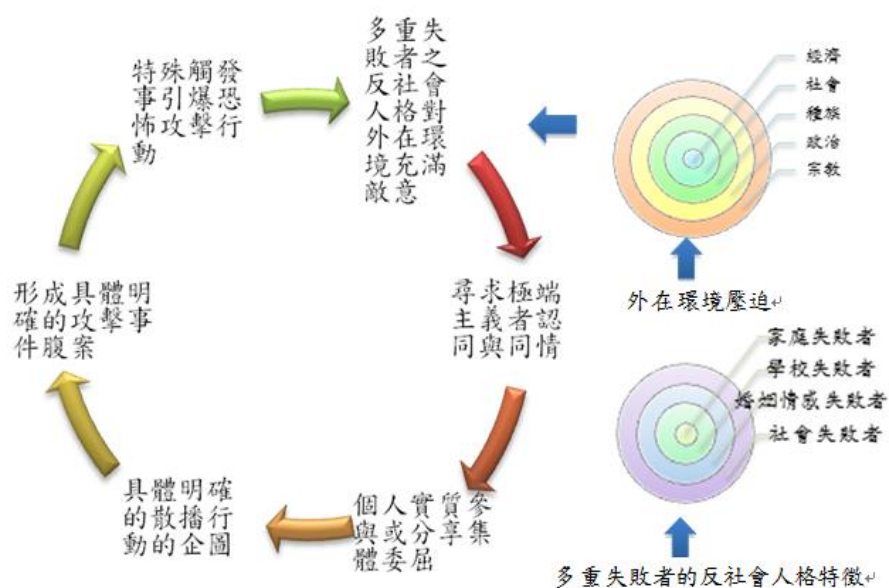 多重失
敗者之
反社會
人格對
外在環
境充滿
敵意
尋求極端
主義者認
同與同情
個人實質參
與或分享集
體委屈
具體明確
的散播行
動的企圖
形成具體明
確的攻擊事
件腹案
特殊觸發
事引爆恐
怖攻擊行
動
經濟
社會
種族
政治
宗教
外在環境壓迫
家庭失敗者
學校失敗者
婚姻情感失敗者
社會失敗者
多重失敗者的反社會人格特徵